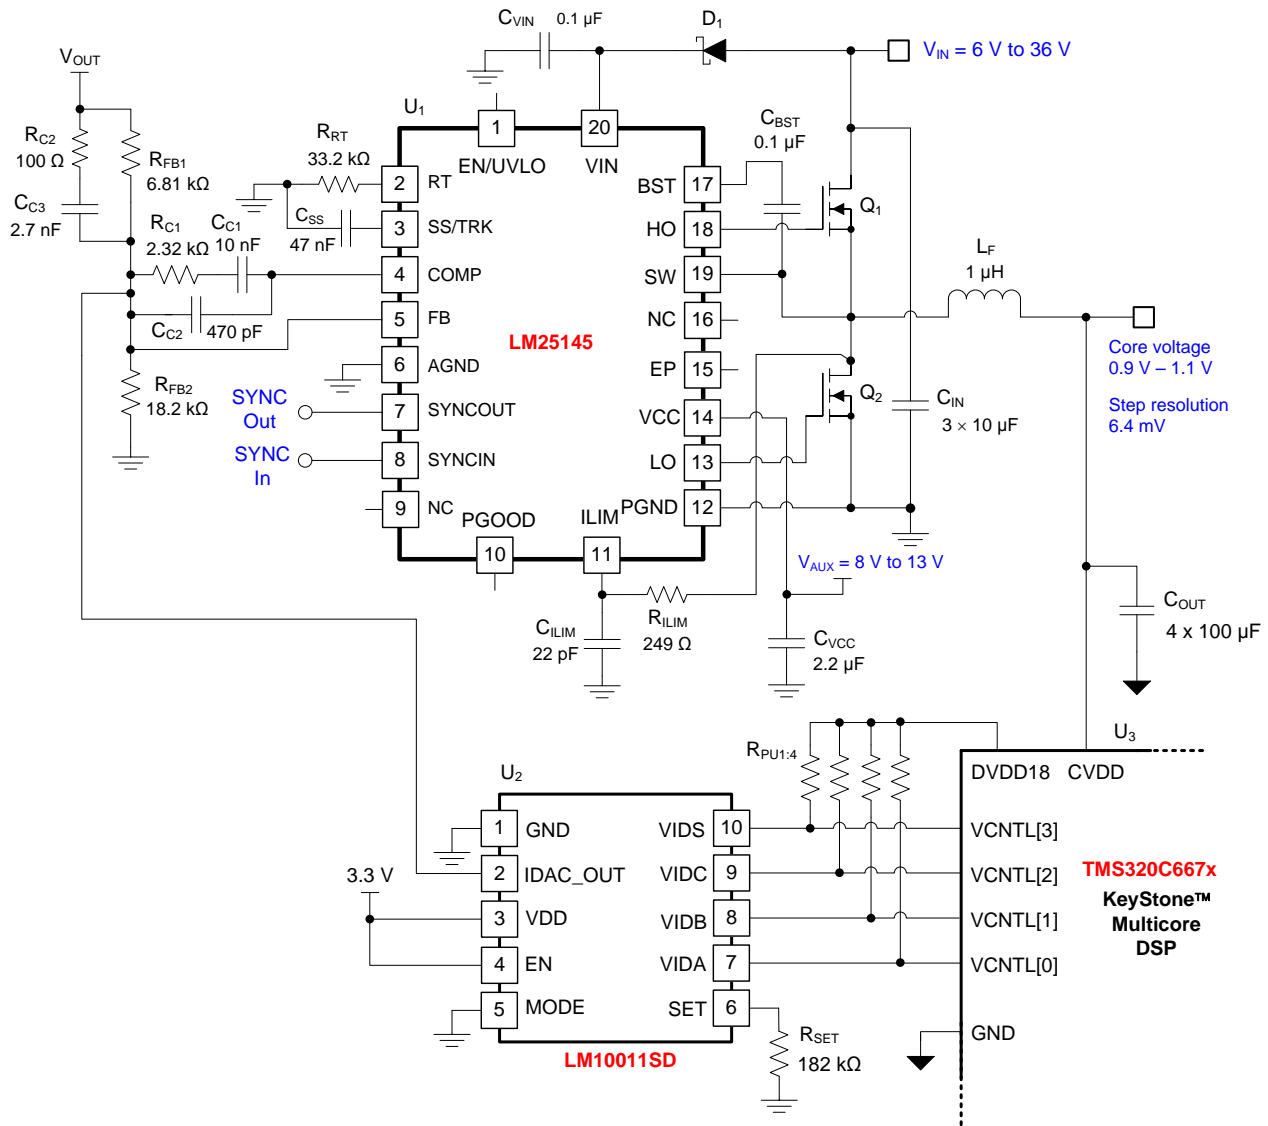 C_VIN 0.1 µF
D1
VIN = 6 V to 36 V
VOUT
RC2
100 Ω
CC3
2.7 nF
RFB1
6.81 kΩ
RC1
2.32 kΩ
CC1
10 nF
CC2
470 pF
RFB2
18.2 kΩ
RRT
33.2 kΩ
CSS
47 nF
U1
1
EN/UVLO
20
VIN
2
RT
3
SS/TRK
4
COMP
5
FB
6
AGND
7
SYNCOUT
8
SYNCIN
9
NC
10
PGOOD
11
ILIM
LM25145
BST
17
HO
18
SW
19
NC
16
EP
15
VCC
14
LO
13
PGND
12
SYNC
Out
SYNC
In
CBST
0.1 µF
Q1
Q2
LF
1 µH
CIN
3 × 10 µF
Core voltage
0.9 V – 1.1 V
Step resolution
6.4 mV
VAUX = 8 V to 13 V
CILIM
22 pF
RILIM
249 Ω
CVCC
2.2 µF
COUT
4 x 100 µF
U2
1
GND
2
IDAC_OUT
3
VDD
4
EN
5
MODE
VIDS
10
VIDC
9
VIDB
8
VIDA
7
SET
6
3.3 V
LM10011SD
RSET
182 kΩ
RPU1:4
U3
DVDD18
CVDD
VCNTL[3]
VCNTL[2]
VCNTL[1]
VCNTL[0]
GND
TMS320C667x
KeyStone™
Multicore
DSP